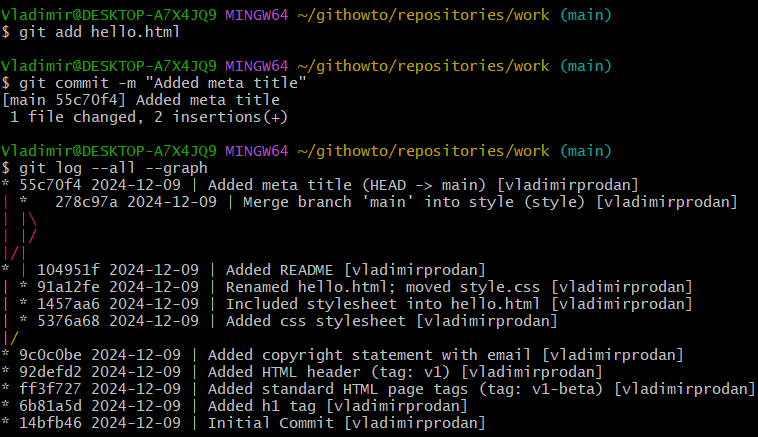 Vladimir@DESKTOP-A7X4JQ9 MINGW64 ~/githowto/repositories/work (main)
$ git add hello.html

Vladimir@DESKTOP-A7X4JQ9 MINGW64 ~/githowto/repositories/work (main)
$ git commit -m "Added meta title"
[main 55c70f4] Added meta title
 1 file changed, 2 insertions(+)

Vladimir@DESKTOP-A7X4JQ9 MINGW64 ~/githowto/repositories/work (main)
$ git log --all --graph
* 55c70f4 2024-12-09 | Added meta title (HEAD -> main) [vladimirprodan]
| *   278c97a 2024-12-09 | Merge branch 'main' into style (style) [vladimirprodan]
| |\
| |/
|/|
* | 104951f 2024-12-09 | Added README [vladimirprodan]
| * 91a12fe 2024-12-09 | Renamed hello.html; moved style.css [vladimirprodan]
| * 1457aa6 2024-12-09 | Included stylesheet into hello.html [vladimirprodan]
| * 5376a68 2024-12-09 | Added css stylesheet [vladimirprodan]
|/
* 9c0c0be 2024-12-09 | Added copyright statement with email [vladimirprodan]
* 92defd2 2024-12-09 | Added HTML header (tag: v1) [vladimirprodan]
* ff3f727 2024-12-09 | Added standard HTML page tags (tag: v1-beta) [vladimirprodan]
* 6b81a5d 2024-12-09 | Added h1 tag [vladimirprodan]
* 14bfb46 2024-12-09 | Initial Commit [vladimirprodan]